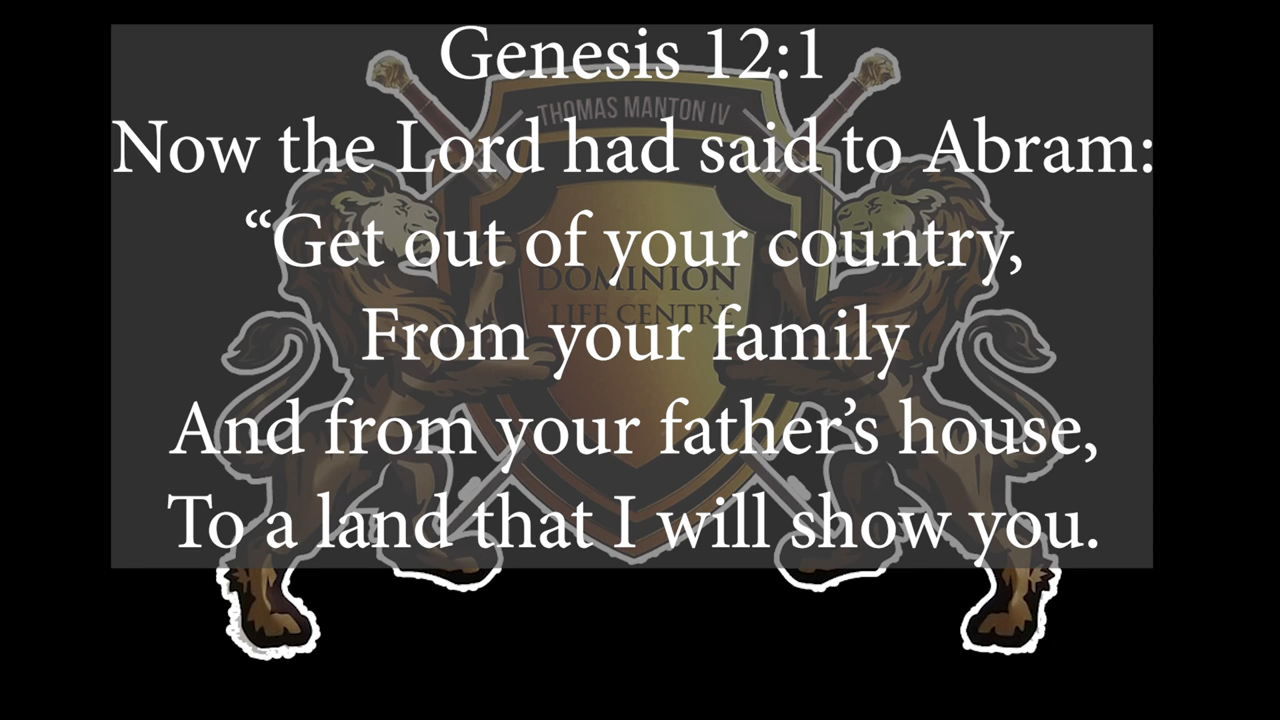 Genesis 12:1
THOMAS MANTON IV
Now the Lord had said to Abram:
“Get out of your country,
DOMINION
LIFE CENTRE
From your family
And from your father’s house,
To a land that I will show you.